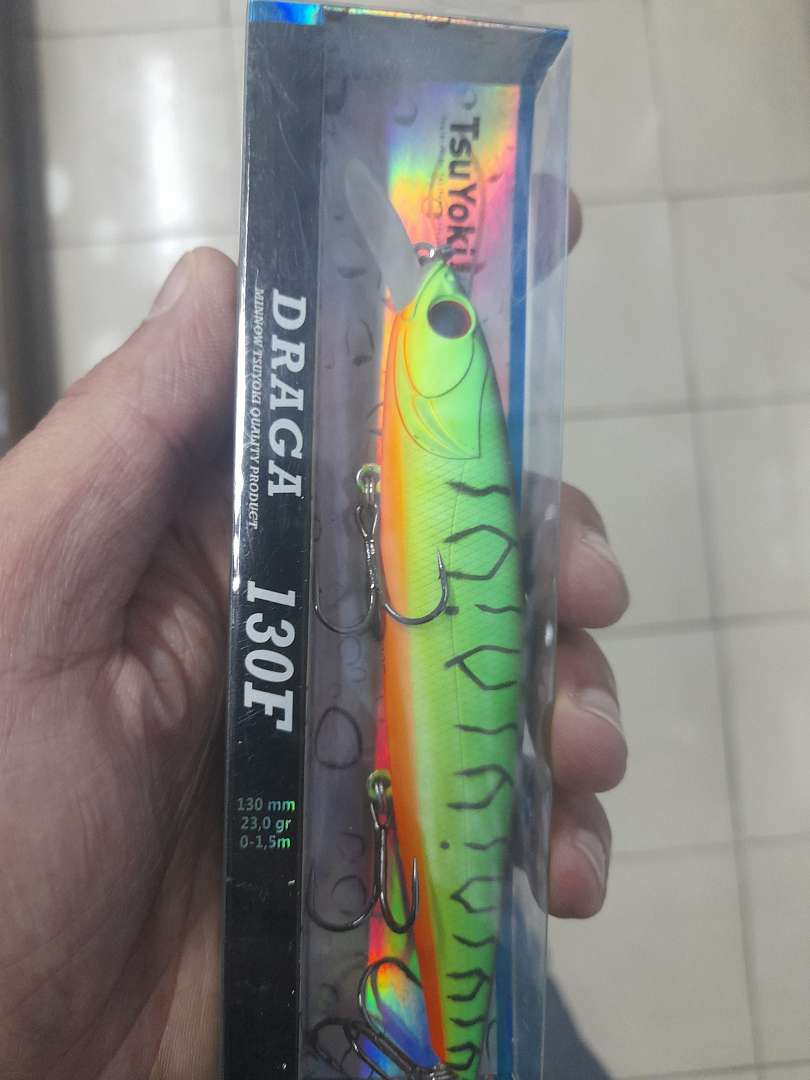 TsuYoki
DRAGA 130F
MINNOW TSUYOKI QUALITY PRODUCT
130 mm
23,0 gr
0-1,5m